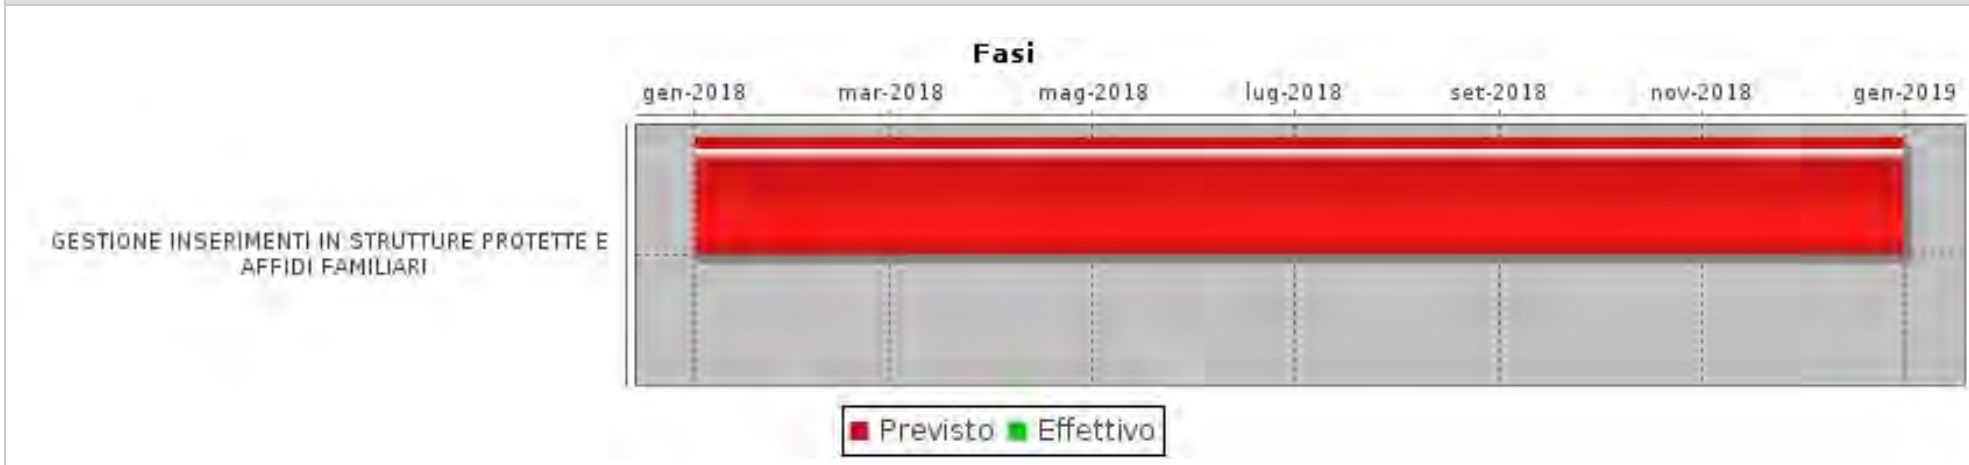 Fasi
gen-2018 mar-2018 mag-2018 lug-2018 set-2018 nov-2018 gen-2019
GESTIONE INSERIMENTI IN STRUTTURE PROTETTE E
AFFIDI FAMILIARI
Previsto Effettivo